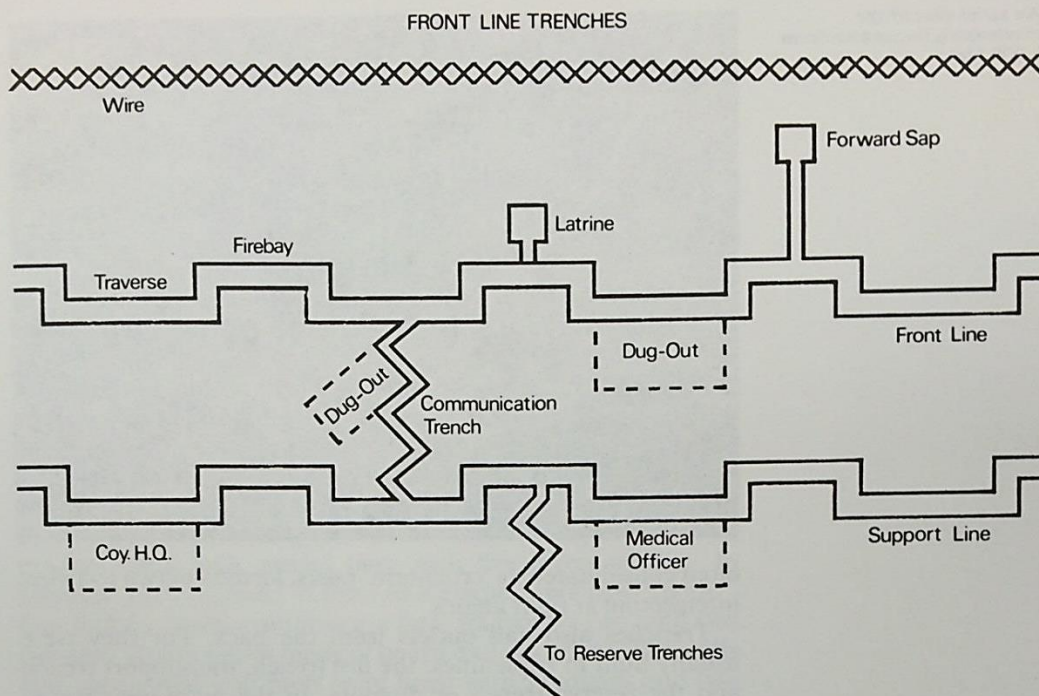 FRONT LINE TRENCHES
Wire
Forward Sap
Latrine
Firebay
Traverse
Front Line
Dug-Out
Dug-Out
Communication
Trench
Support Line
Coy. H.Q.
Medical
Officer
To Reserve Trenches